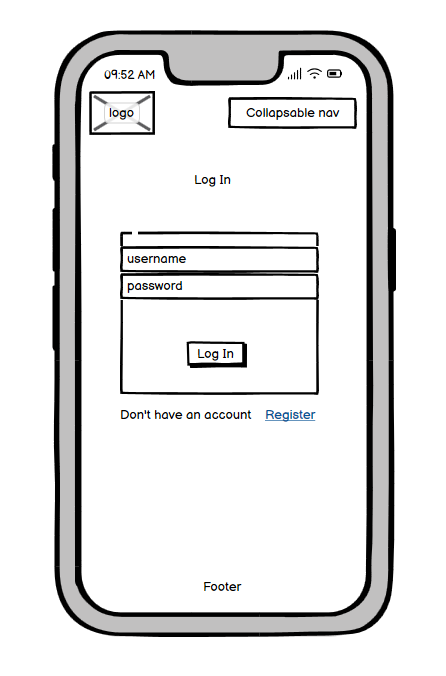 09:52 AM
logo
Collapsable nav
Log In
username
password
Log In
Don't have an account Register
Footer